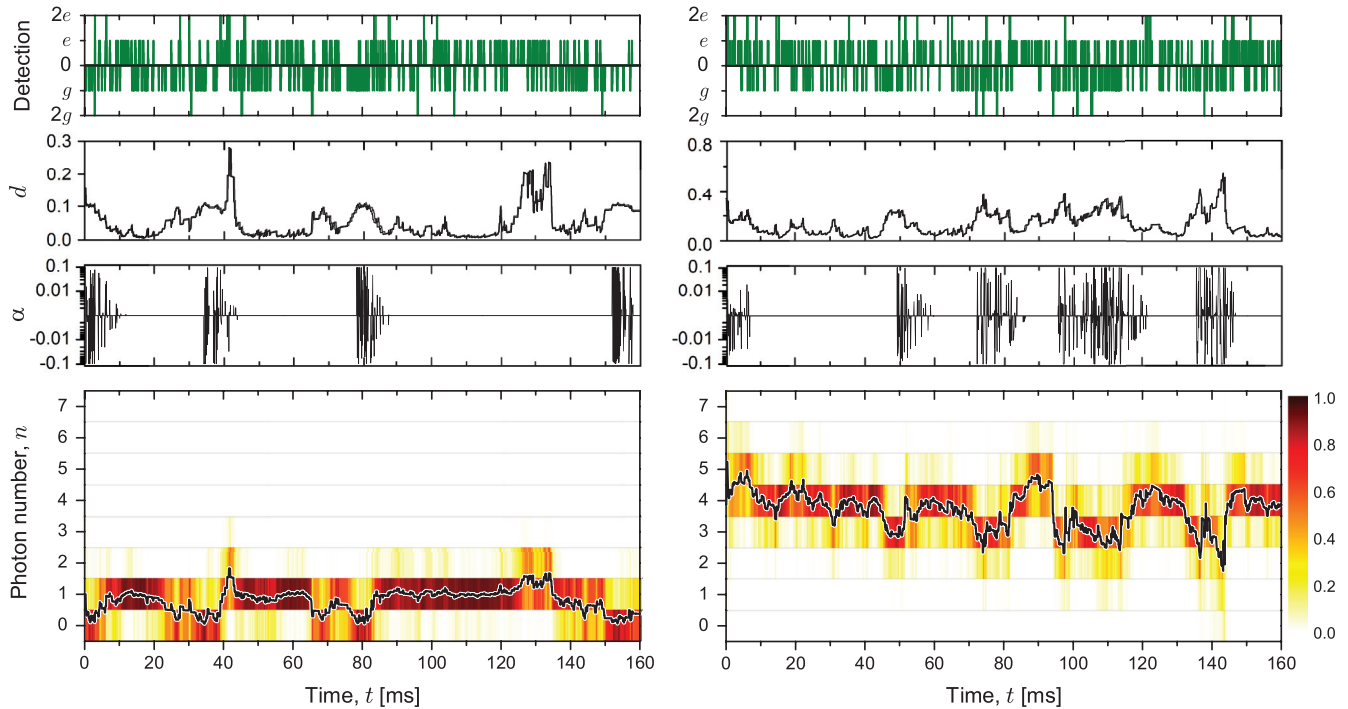 2e
e
0
g
2g
Detection
0.3
0.2
0.1
0.0
d
0.1
0.01
-0.01
-0.1
α
7
6
5
4
3
2
1
0
Photon number, n
0 20 40 60 80 100 120 140 160
Time, t [ms]
2e
e
0
g
2g
0.8
0.4
0.0
0.1
0.01
-0.01
-0.1
7
6
5
4
3
2
1
0
0 20 40 60 80 100 120 140 160
Time, t [ms]
1.0
0.8
0.6
0.4
0.2
0.0